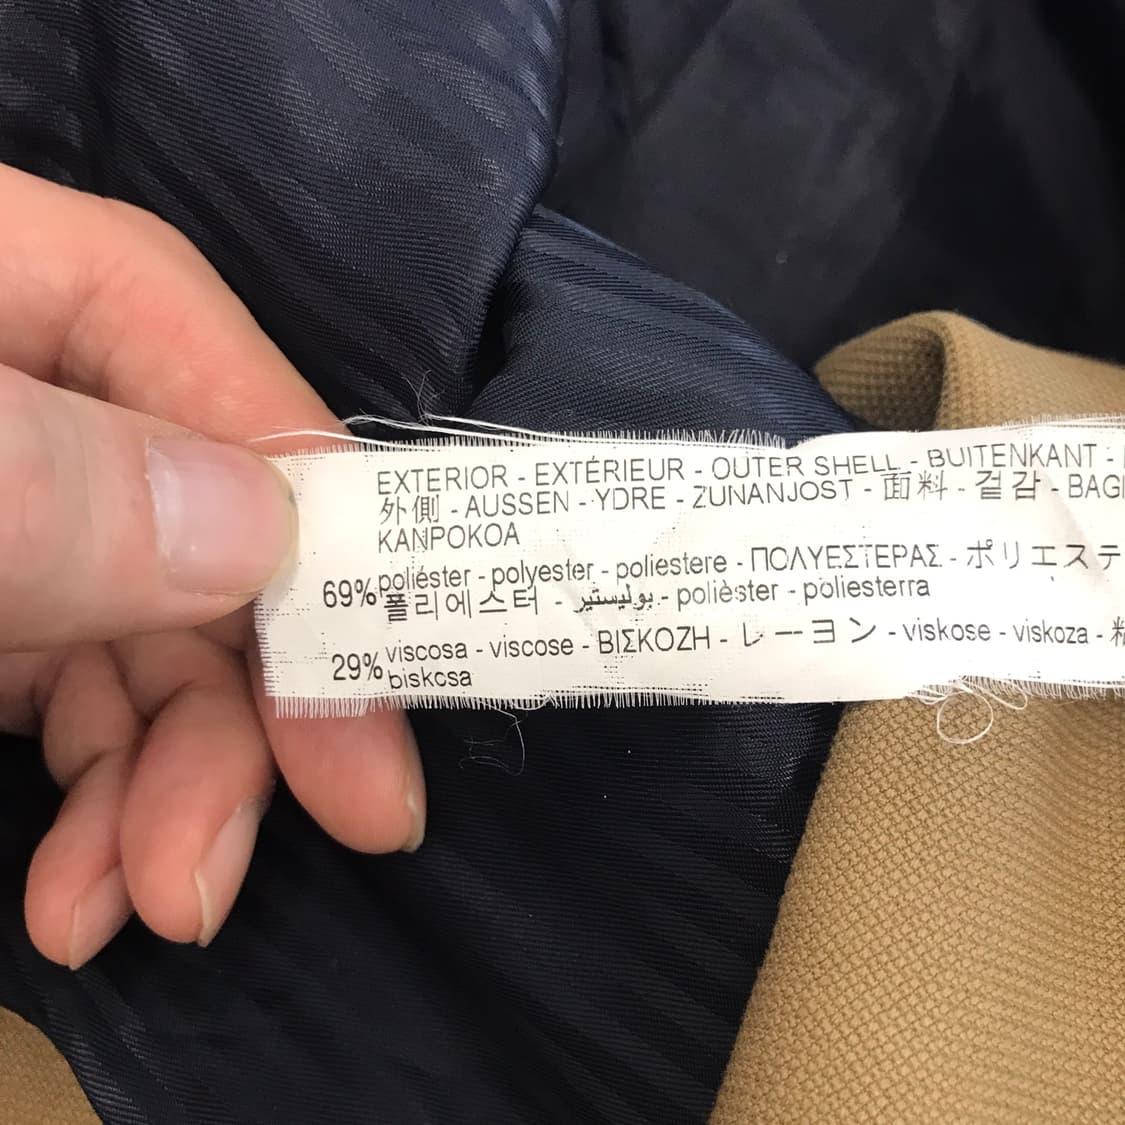 EXTERIOR - EXTÉRIEUR - OUTER SHELL - BUITENKANT -
外側 - AUSSEN - YDRE - ZUNANJOST - 面料 - 겉감 - BAGI
KANPOKOA
69% poliéster - polyester - poliestere - ΠΟΛΥΕΣΤΕΡΑΣ - ポリエステ
폴리에스터 - بوليستير - polièster - poliesterra
29% viscosa - viscose - ΒΙΣΚΟΖΗ - レーヨン - viskose - viskoza -
biskosa